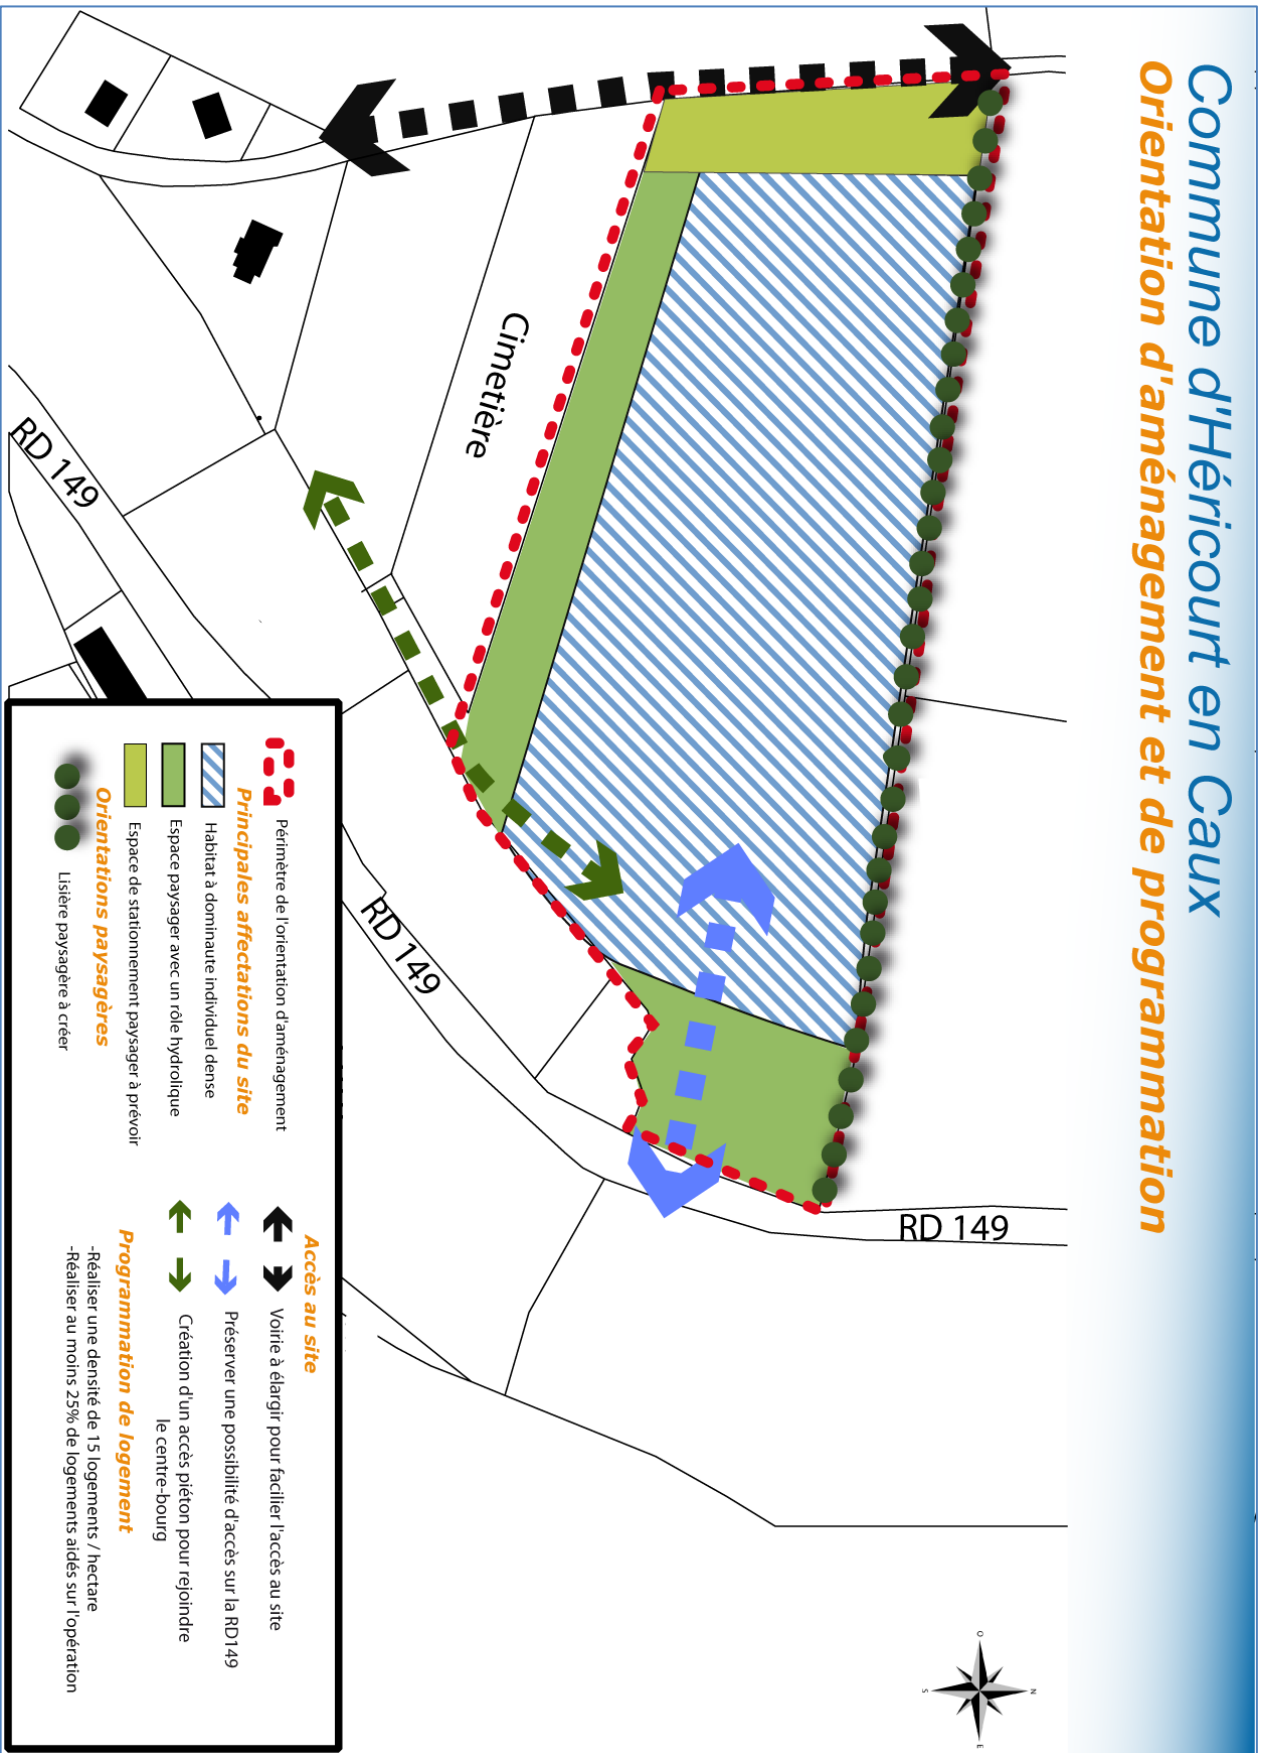 Commune d'Héricourt en Caux
Orientation d'aménagement et de programmation
Cimetière
RD 149
RD 149
RD 149
O
N
S
E
Périmètre de l'orientation d'aménagement
Principales affectations du site
Habitat à dominaute individuel dense
Espace paysager avec un rôle hydrolique
Espace de stationnement paysager à prévoir
Orientations paysagères
Lisière paysagère à créer
Accès au site
Voirie à élargir pour facilier l'accès au site
Préserver une possibilité d'accès sur la RD149
Création d'un accès piéton pour rejoindre
le centre-bourg
Programmation de logement
-Réaliser une densité de 15 logements / hectare
-Réaliser au moins 25% de logements aidés sur l'opération